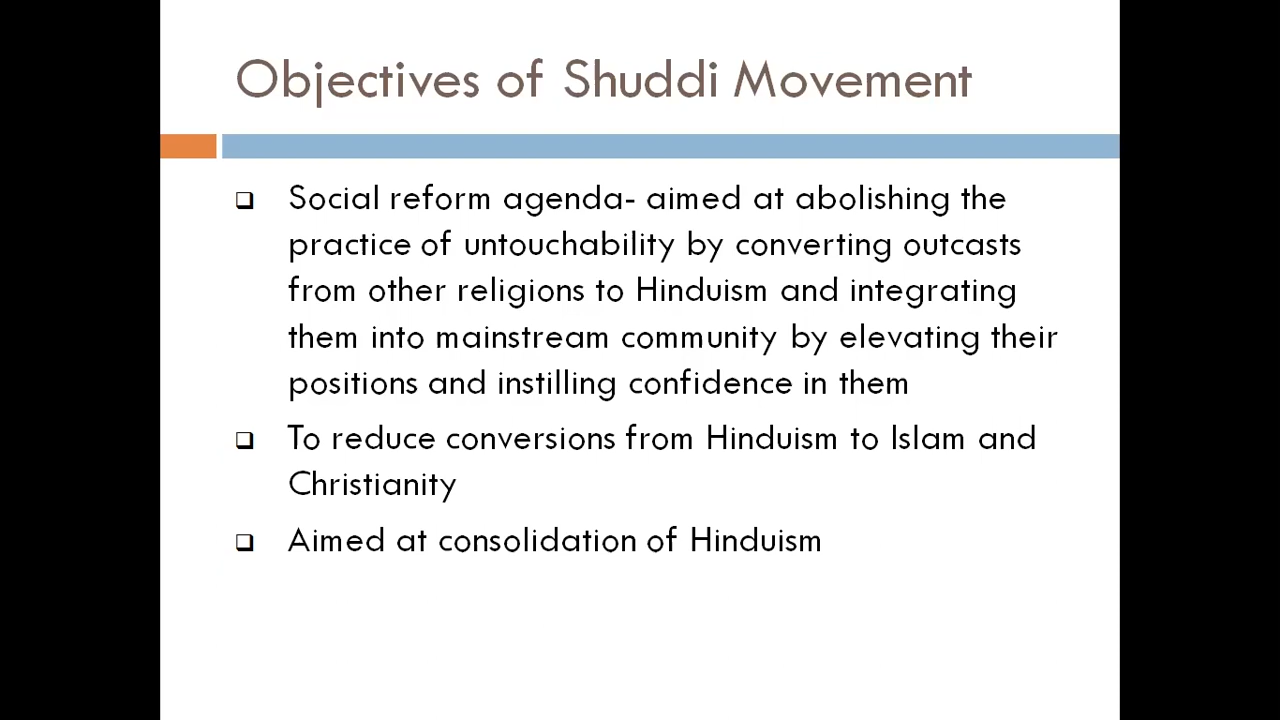 Objectives of Shuddi Movement
Social reform agenda- aimed at abolishing the
practice of untouchability by converting outcasts
from other religions to Hinduism and integrating
them into mainstream community by elevating their
positions and instilling confidence in them
To reduce conversions from Hinduism to Islam and
Christianity
Aimed at consolidation of Hinduism